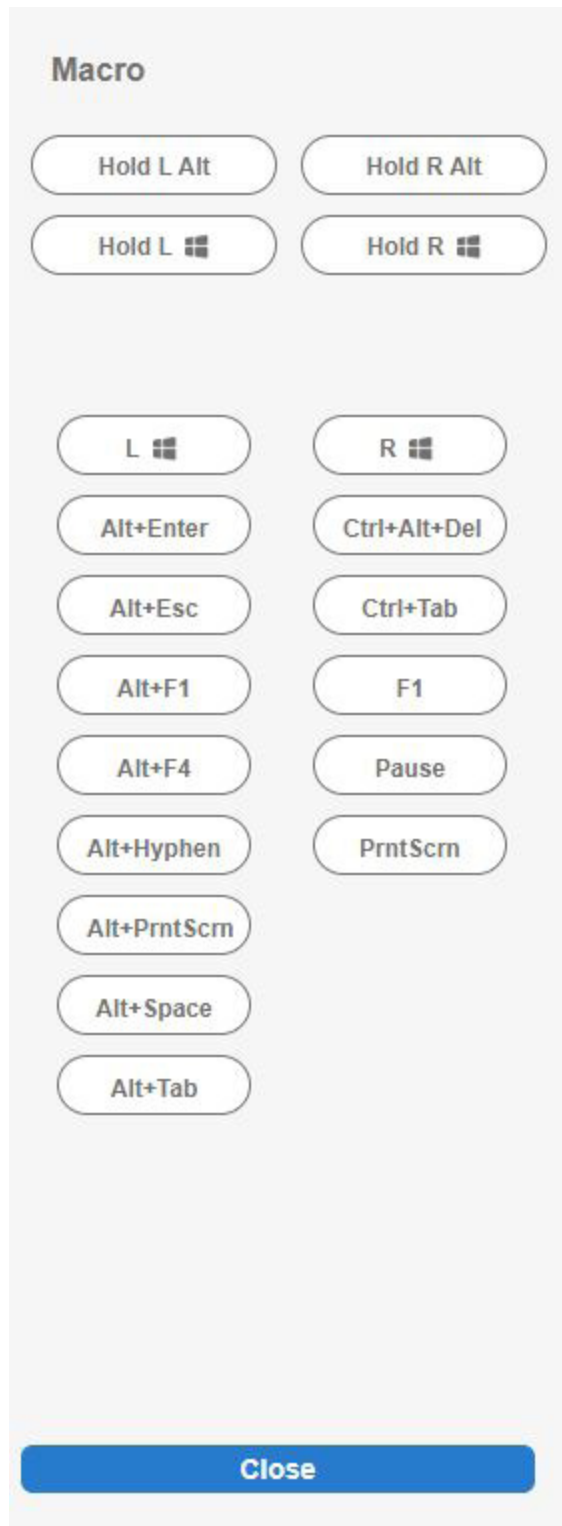 Macro
Hold L Alt Hold R Alt
Hold L Hold R
L R
Alt+Enter Ctrl+Alt+Del
Alt+Esc Ctrl+Tab
Alt+F1 F1
Alt+F4 Pause
Alt+Hyphen PrntScrn
Alt+PrntScrn
Alt+Space
Alt+Tab
Close